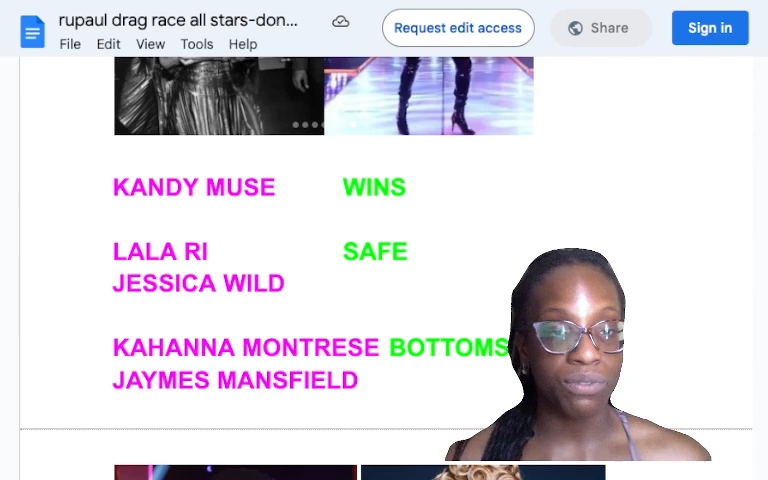 rupaul drag race all stars-don...
Request edit access
Share
Sign in
File Edit View Tools Help
KANDY MUSE WINS
LALA RI SAFE
JESSICA WILD
KAHANNA MONTRESE BOTTOMS
JAYMES MANSFIELD